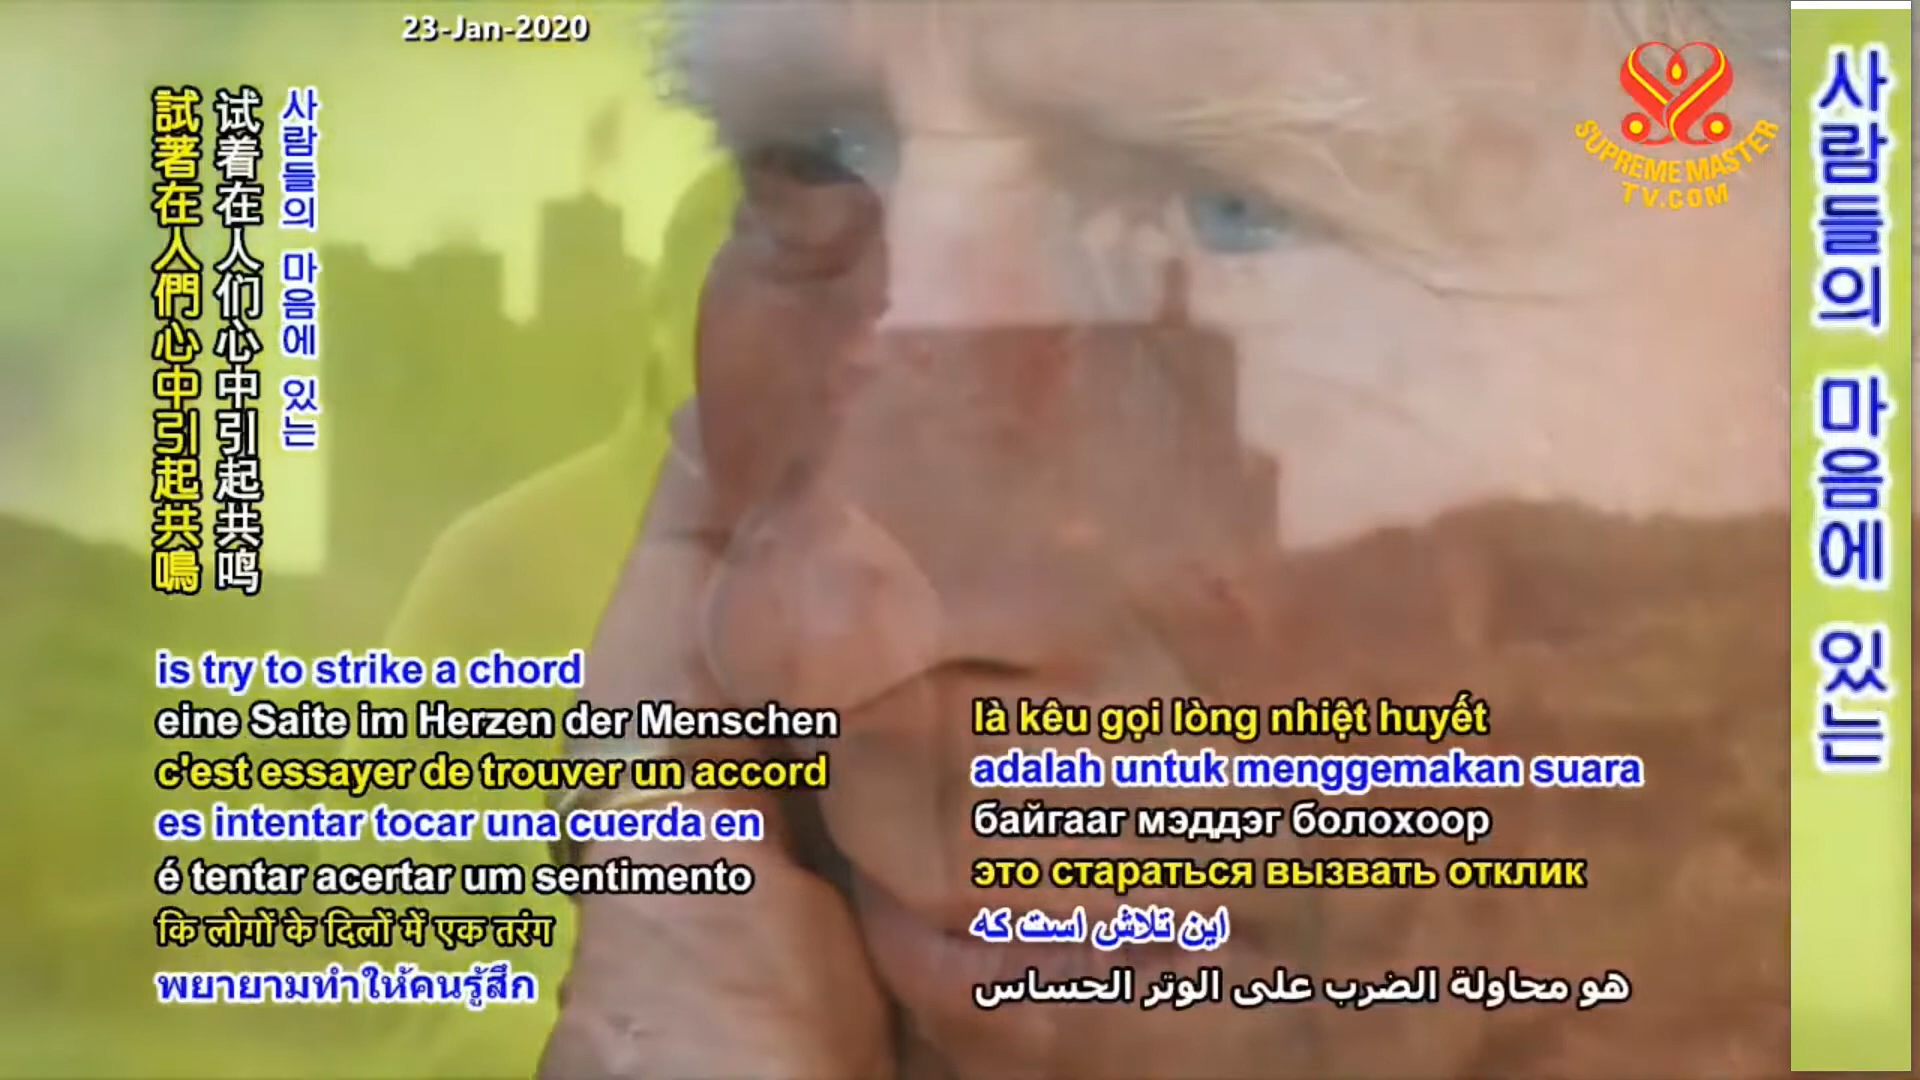 23-Jan-2020
SUPREME MASTER
TV.COM
사람들의 마음에 있는
试着在人们心中引起共鸣
試著在人們心中引起共鳴
is try to strike a chord
eine Saite im Herzen der Menschen
c'est essayer de trouver un accord
es intentar tocar una cuerda en
é tentar acertar um sentimento
कि लोगों के दिलों में एक तरंग
พยายามทำให้คนรู้สึก
là kêu gọi lòng nhiệt huyết
adalah untuk menggemakan suara
байгааг мэддэг болохоор
это стараться вызвать отклик
این تلاش است که
هو محاولة الضرب على الوتر الحساس
사람들의 마음에 있는